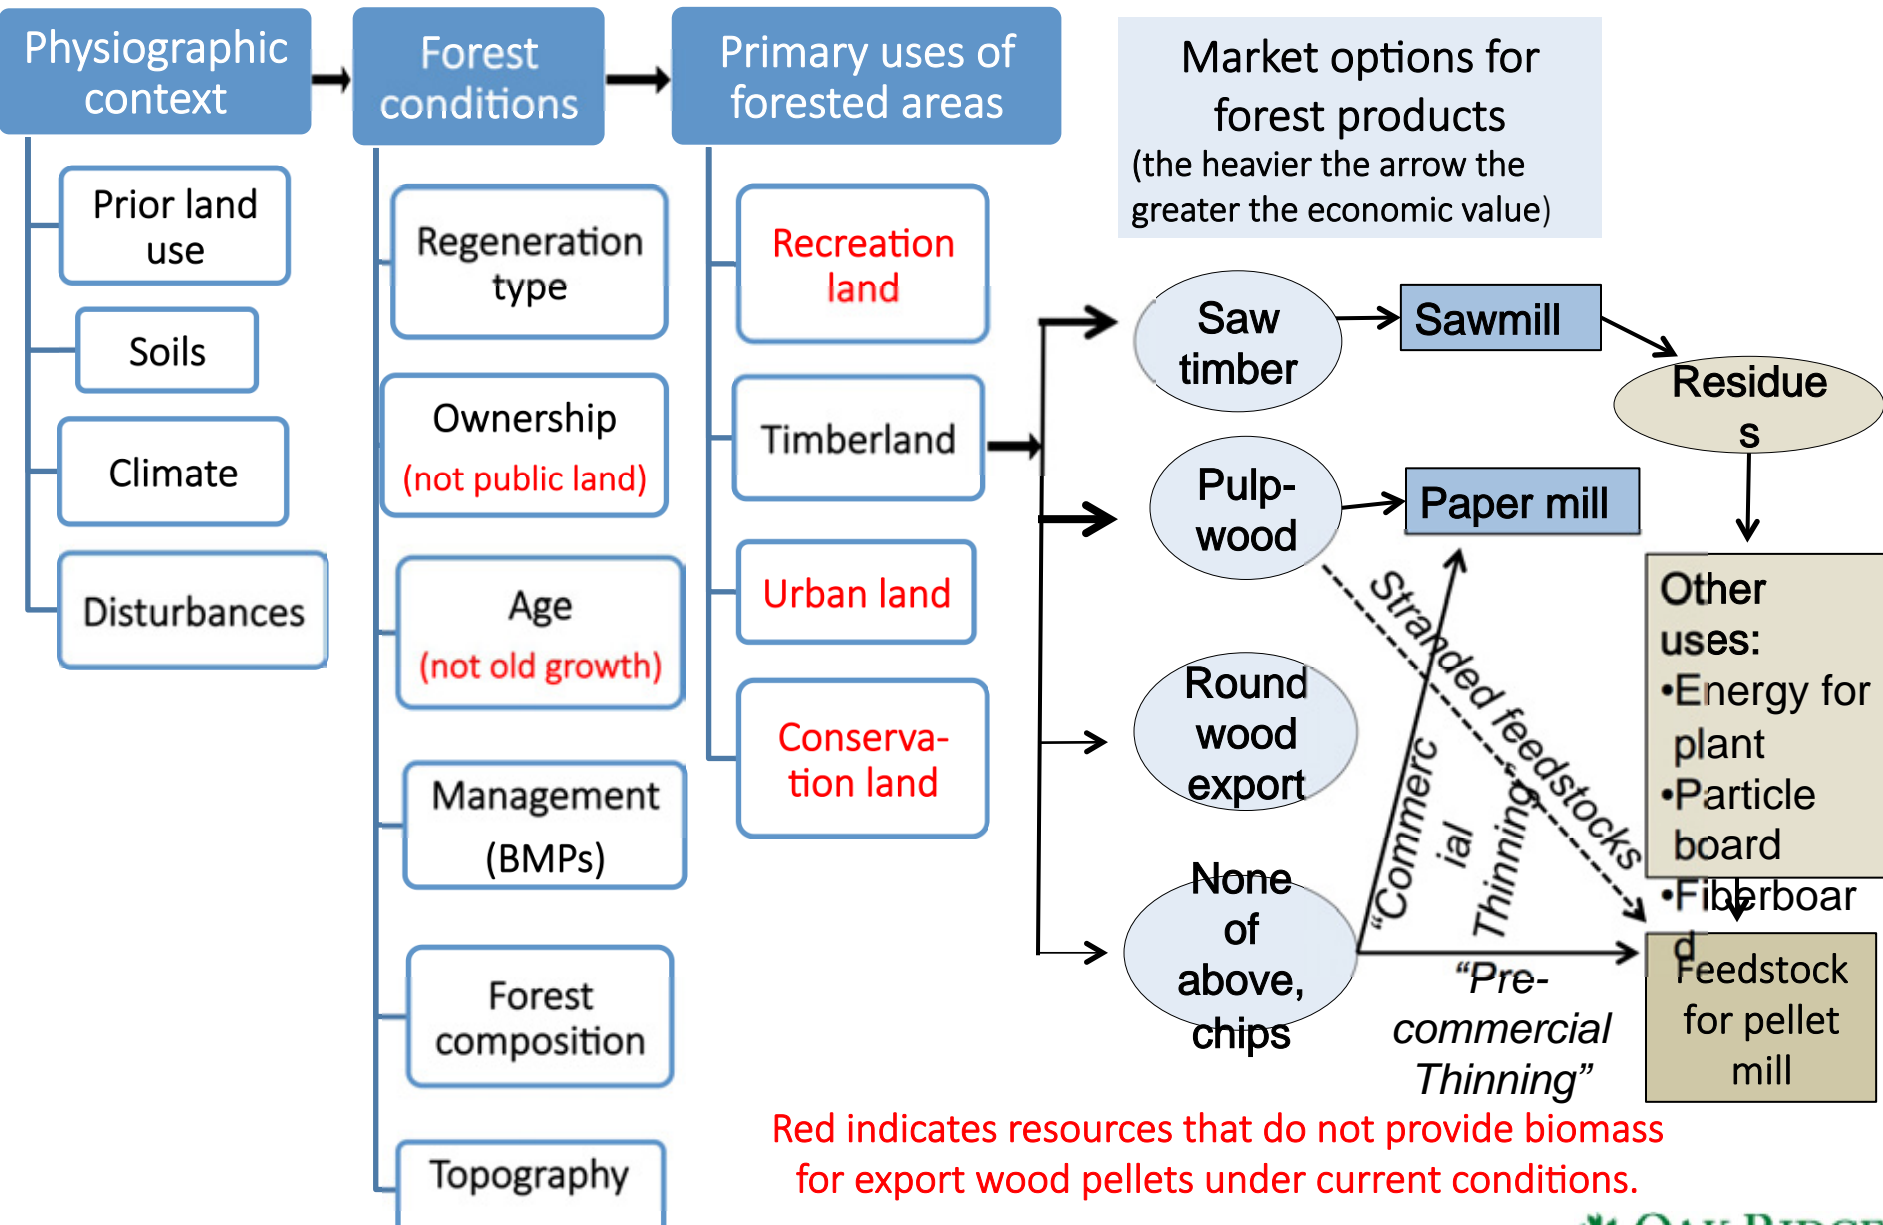 Physiographic
context
Prior land
use
Soils
Climate
Disturbances
Forest
conditions
Regeneration
type
Ownership
(not public land)
Age
(not old growth)
Management
(BMPs)
Forest
composition
Topography
Primary uses of
forested areas
Recreation
land
Timberland
Urban land
Conserva-
tion land
Market options for
forest products
(the heavier the arrow the
greater the economic value)
Saw
timber
Sawmill
Residue
s
Pulp-
wood
Paper mill
Round
wood
export
None
of
above,
chips
Stranded feedstocks
“Commerc
ial
Thinning
“Pre-
commercial
Thinning”
Other
uses:
•Energy for
plant
•Particle
board
•Fiberboar
d
Feedstock
for pellet
mill
Red indicates resources that do not provide biomass
for export wood pellets under current conditions.
OAK RIDGE